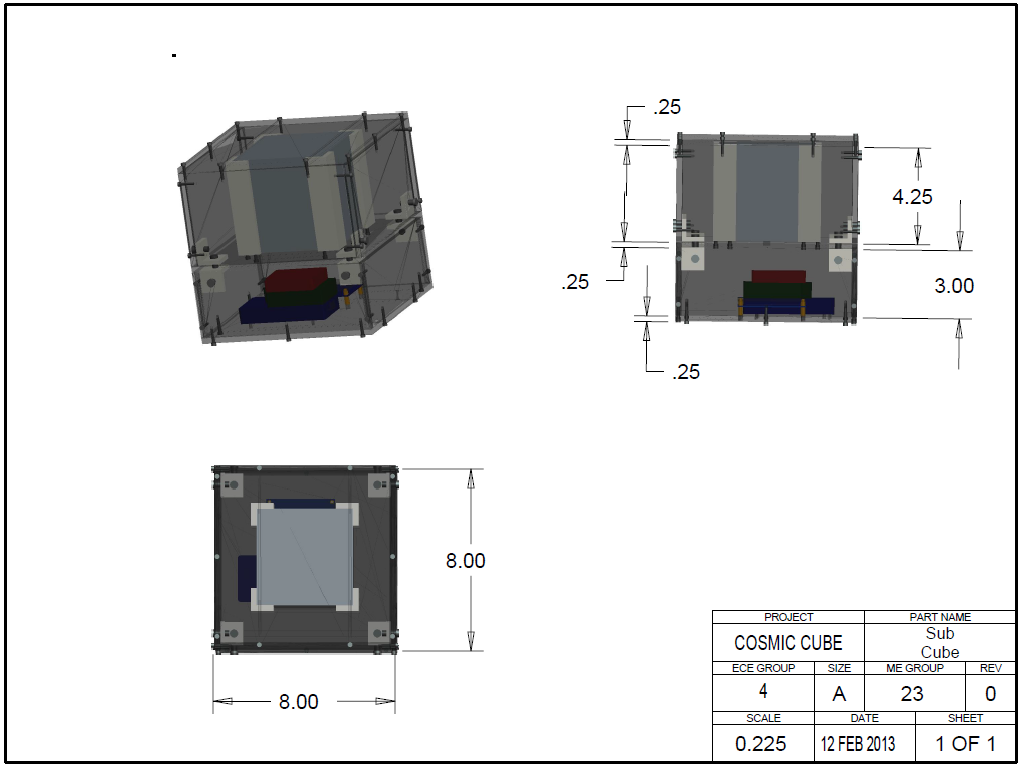 .25
4.25
.25
3.00
.25
8.00
8.00
PROJECT
PART NAME
COSMIC CUBE
Sub
Cube
ECE GROUP
SIZE
ME GROUP
REV
4
A
23
0
SCALE
DATE
SHEET
0.225
12 FEB 2013
1 OF 1